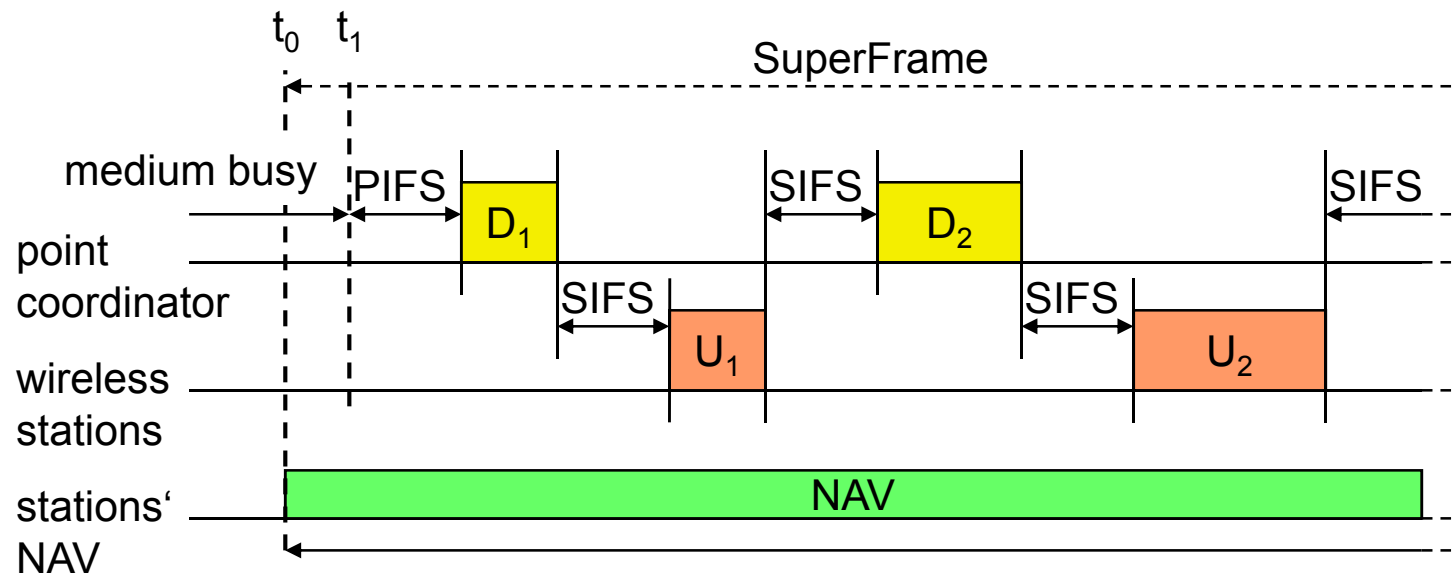 t₀ t₁
SuperFrame
medium busy
PIFS
D₁
SIFS
D₂
SIFS
point
coordinator
SIFS
U₁
SIFS
U₂
wireless
stations
stations‘
NAV
NAV